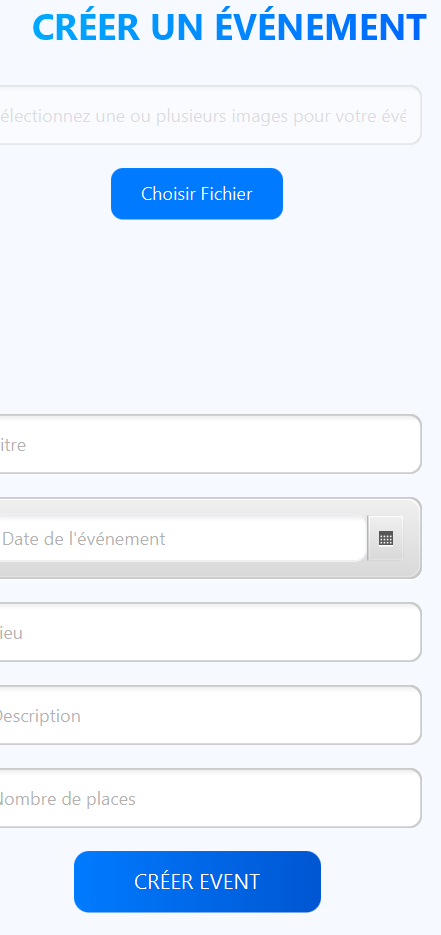 CRÉER UN ÉVÉNEMENT
électionnez une ou plusieurs images pour votre évé
Choisir Fichier
itre
Date de l'événement
ieu
Description
Nombre de places
CRÉER EVENT